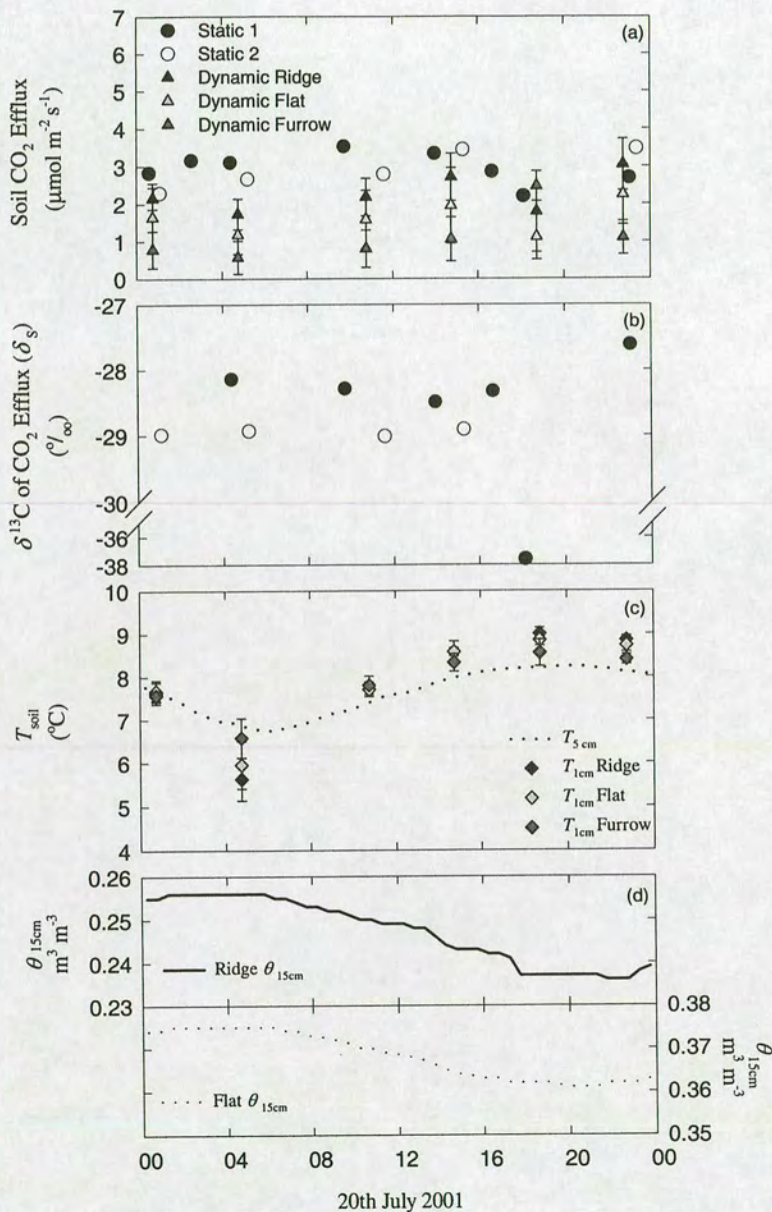 7
6
5
4
3
2
1
0
Soil CO2 Efflux
(μmol m-2 s-1)
Static 1
Static 2
Dynamic Ridge
Dynamic Flat
Dynamic Furrow
(a)
-27
-28
-29
-30
-36
-38
δ13C of CO2 Efflux (δs)
(o/oo)
(b)
10
9
8
7
6
5
4
Tsoil
(ºC)
(c)
T5 cm
T1cm Ridge
T1cm Flat
T1cm Furrow
0.26
0.25
0.24
0.23
θ15cm
m3 m-3
(d)
Ridge θ15cm
Flat θ15cm
0.38
0.37
0.36
0.35
θ15cm
m3 m-3
00 04 08 12 16 20 00
20th July 2001